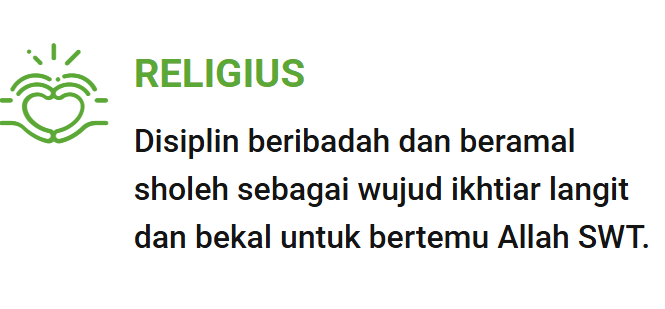 RELIGIUS
Disiplin beribadah dan beramal
sholeh sebagai wujud ikhtiar langit
dan bekal untuk bertemu Allah SWT.